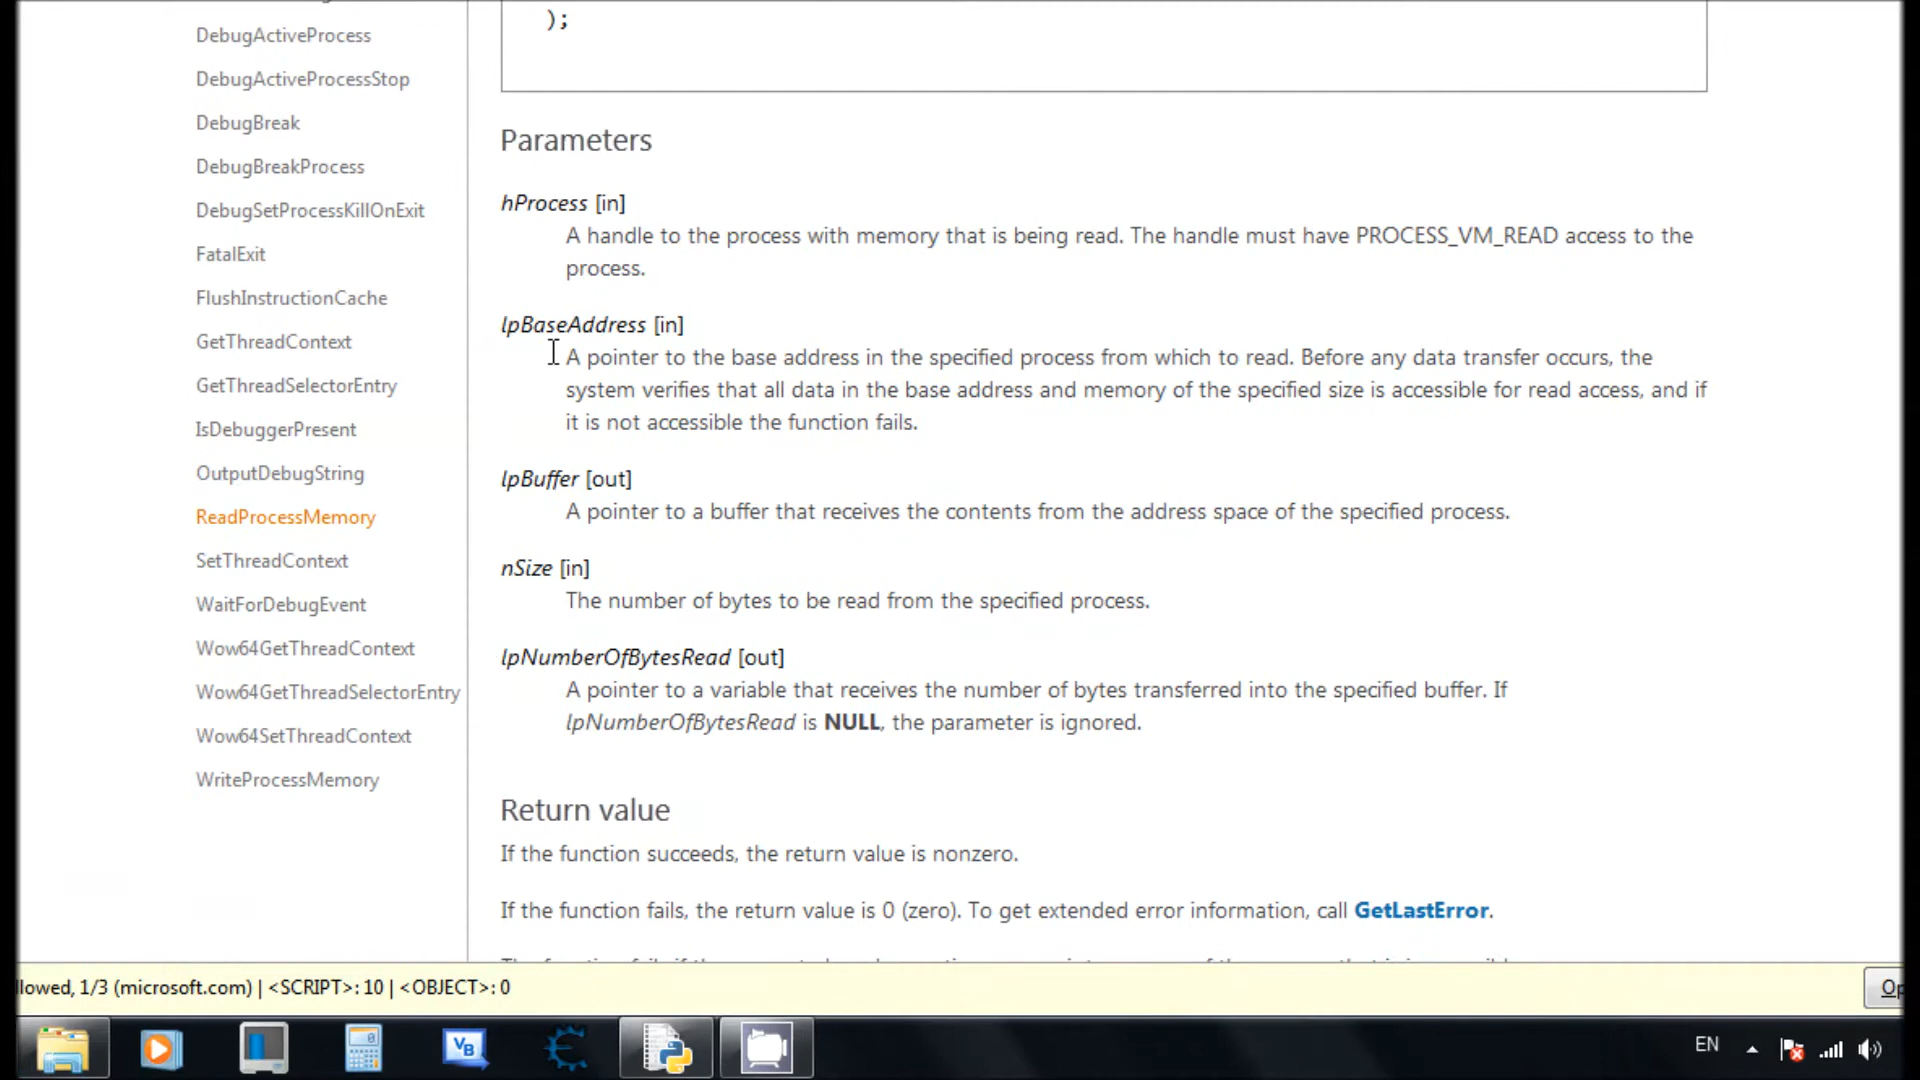 DebugActiveProcess
DebugActiveProcessStop
DebugBreak
DebugBreakProcess
DebugSetProcessKillOnExit
FatalExit
FlushInstructionCache
GetThreadContext
GetThreadSelectorEntry
IsDebuggerPresent
OutputDebugString
ReadProcessMemory
SetThreadContext
WaitForDebugEvent
Wow64GetThreadContext
Wow64GetThreadSelectorEntry
Wow64SetThreadContext
WriteProcessMemory
);
Parameters
hProcess [in]
A handle to the process with memory that is being read. The handle must have PROCESS_VM_READ access to the
process.
lpBaseAddress [in]
A pointer to the base address in the specified process from which to read. Before any data transfer occurs, the
system verifies that all data in the base address and memory of the specified size is accessible for read access, and if
it is not accessible the function fails.
lpBuffer [out]
A pointer to a buffer that receives the contents from the address space of the specified process.
nSize [in]
The number of bytes to be read from the specified process.
lpNumberOfBytesRead [out]
A pointer to a variable that receives the number of bytes transferred into the specified buffer. If
lpNumberOfBytesRead is NULL, the parameter is ignored.
Return value
If the function succeeds, the return value is nonzero.
If the function fails, the return value is 0 (zero). To get extended error information, call GetLastError.
lowed, 1/3 (microsoft.com) | <SCRIPT>: 10 | <OBJECT>: 0
Op
VB
EN